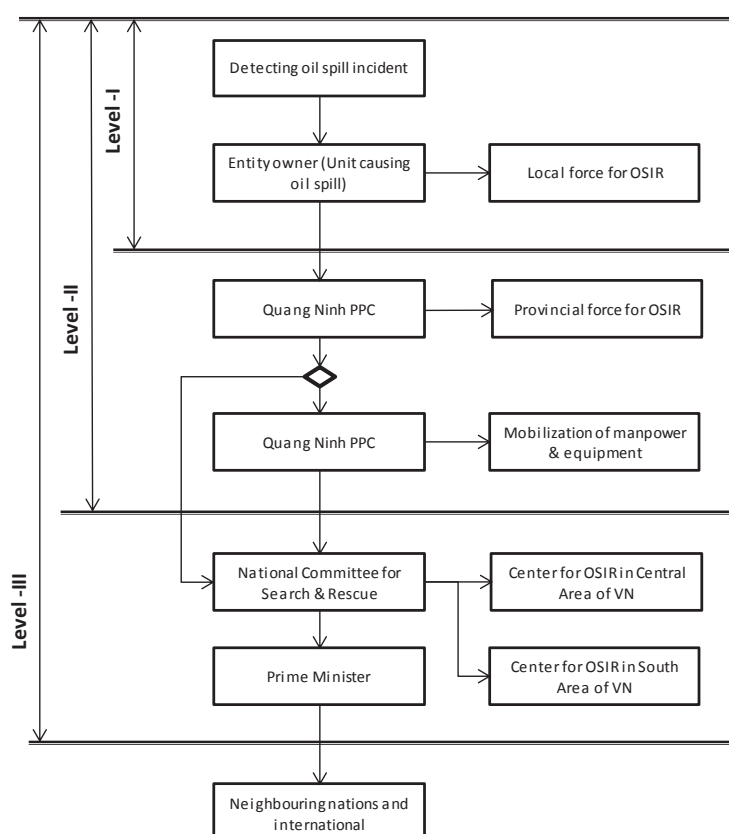 Detecting oil spill incident
Level -I
Entity owner (Unit causing
oil spill)
Local force for OSIR
Level -II
Quang Ninh PPC
Provincial force for OSIR
Quang Ninh PPC
Mobilization of manpower
& equipment
Level -III
National Committee for
Search & Rescue
Center for OSIR in Central
Area of VN
Prime Minister
Center for OSIR in South
Area of VN
Neighbouring nations and
international